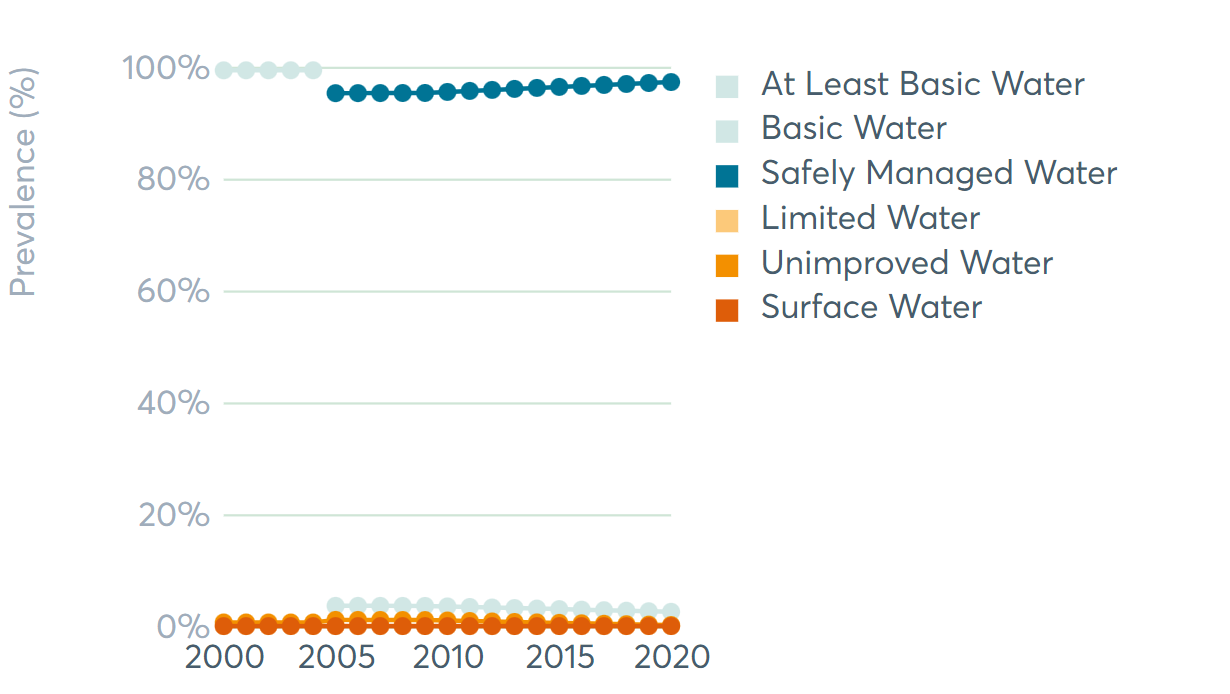 Prevalence (%)
100%
80%
60%
40%
20%
0%
2000 2005 2010 2015 2020
At Least Basic Water
Basic Water
Safely Managed Water
Limited Water
Unimproved Water
Surface Water